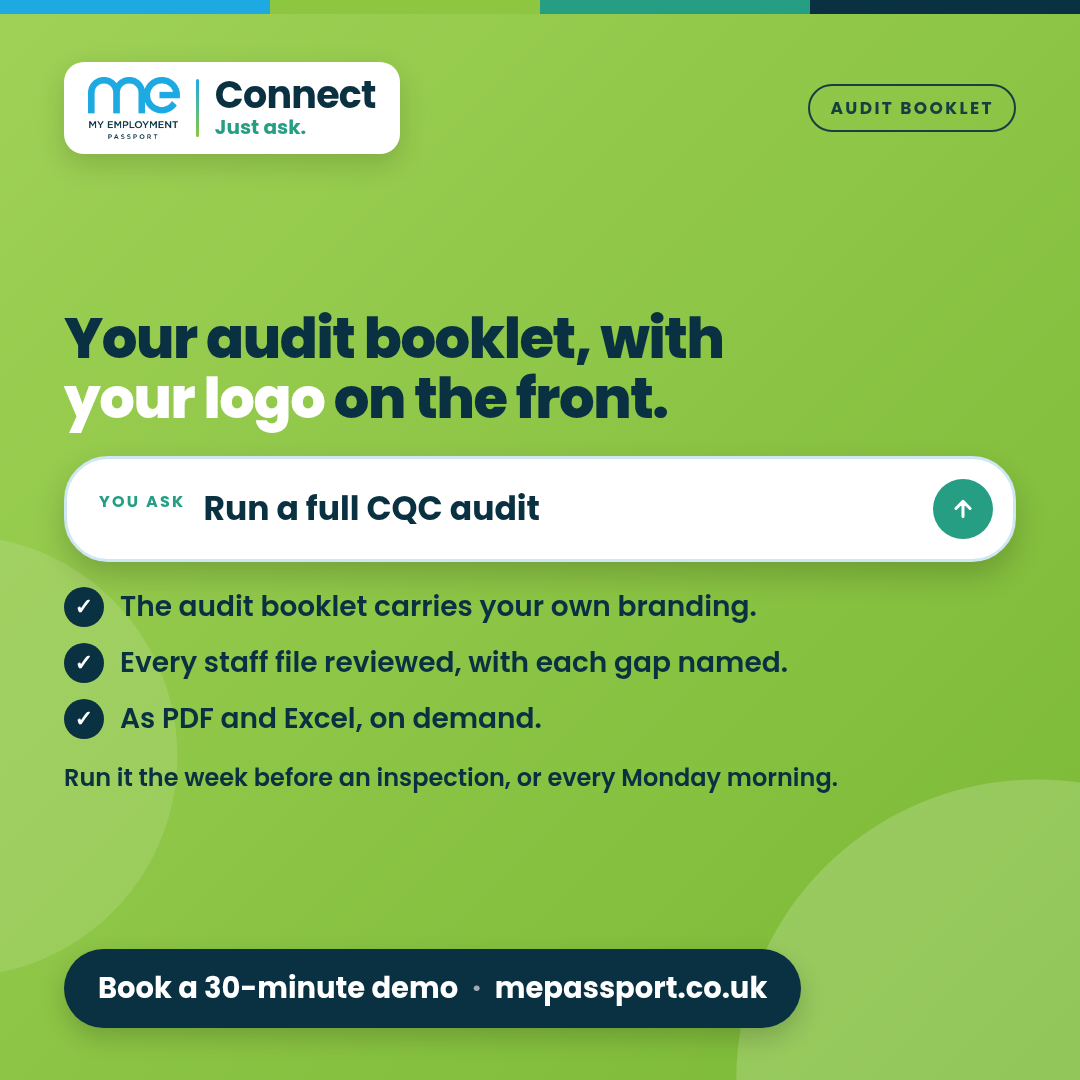 me
MY EMPLOYMENT
PASSPORT
Connect
Just ask.
AUDIT BOOKLET
Your audit booklet, with
your logo on the front.
YOU ASK Run a full CQC audit
✓ The audit booklet carries your own branding.
✓ Every staff file reviewed, with each gap named.
✓ As PDF and Excel, on demand.
Run it the week before an inspection, or every Monday morning.
Book a 30-minute demo · mepassport.co.uk